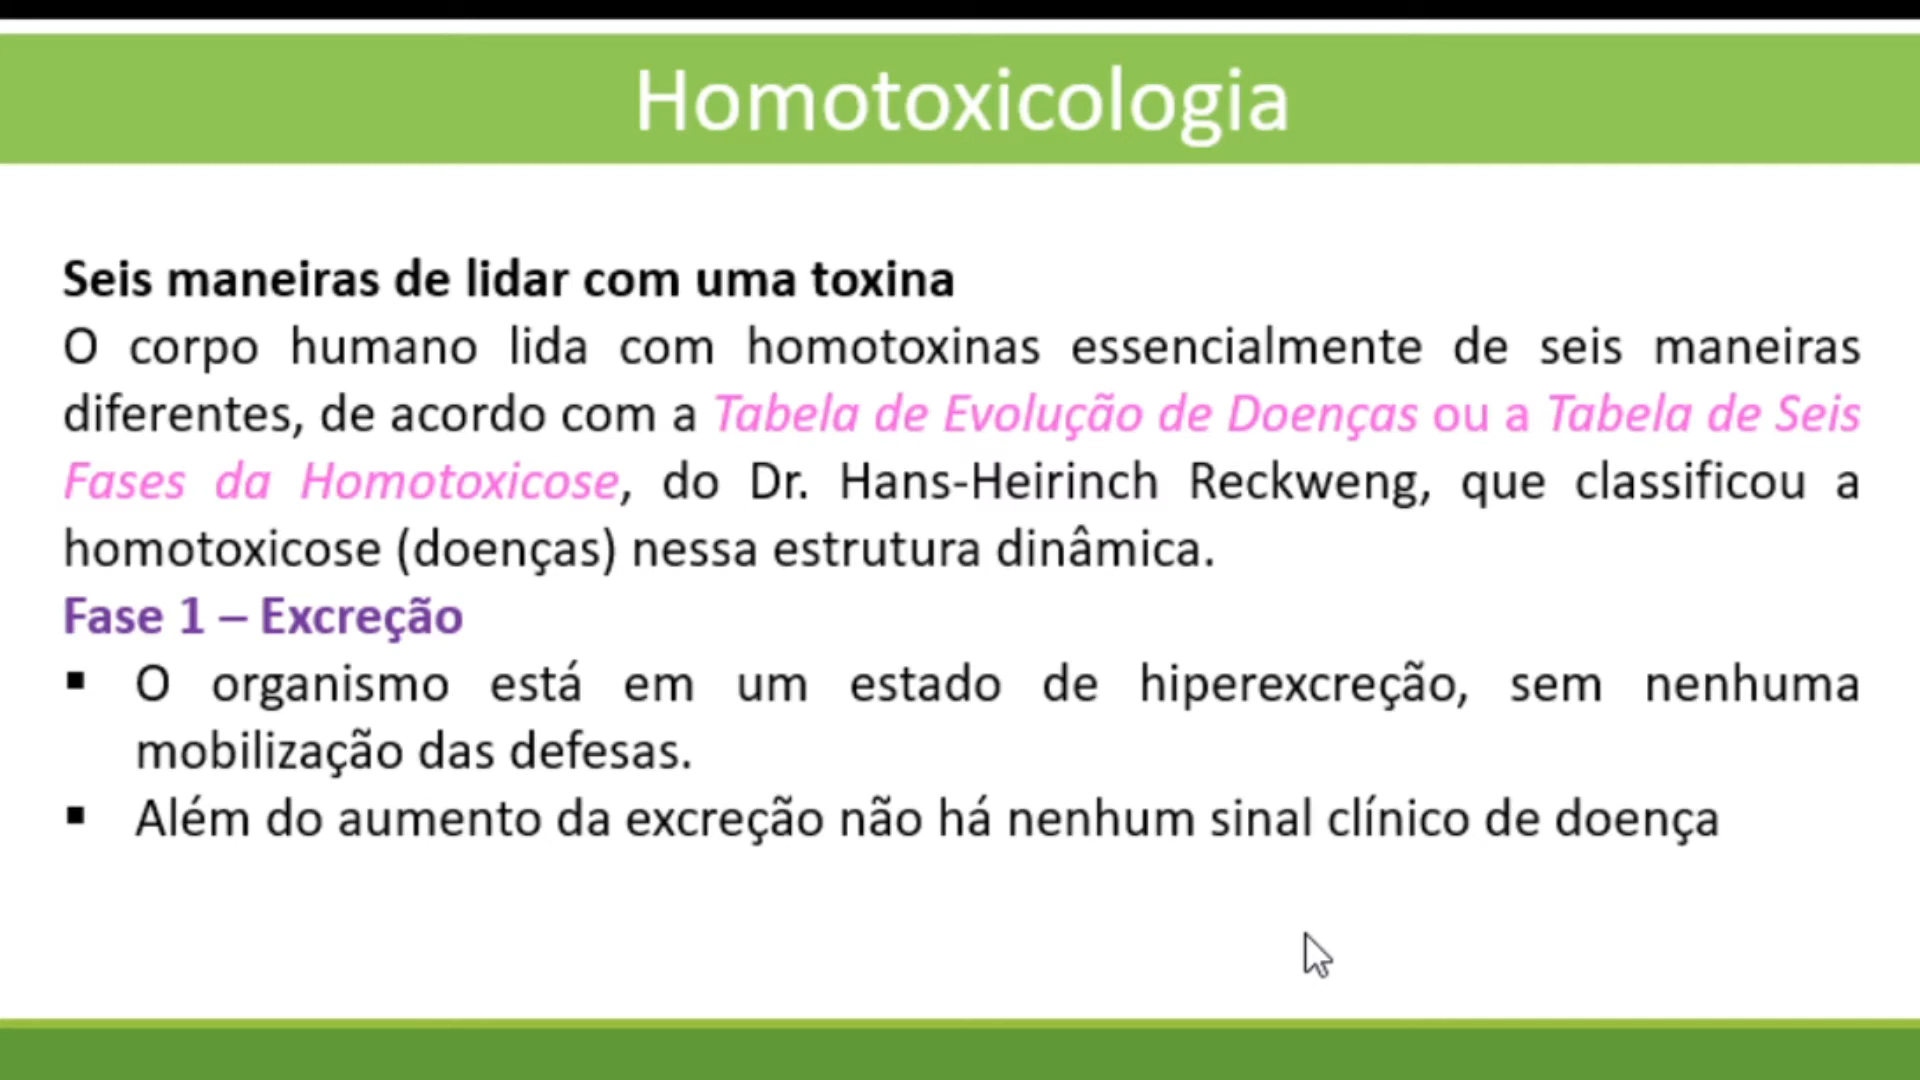 Homotoxicologia
Seis maneiras de lidar com uma toxina
O corpo humano lida com homotoxinas essencialmente de seis maneiras
diferentes, de acordo com a Tabela de Evolução de Doenças ou a Tabela de Seis
Fases da Homotoxicose, do Dr. Hans-Heirinch Reckweng, que classificou a
homotoxicose (doenças) nessa estrutura dinâmica.
Fase 1 – Excreção
▪ O organismo está em um estado de hiperexcreção, sem nenhuma
mobilização das defesas.
▪ Além do aumento da excreção não há nenhum sinal clínico de doença